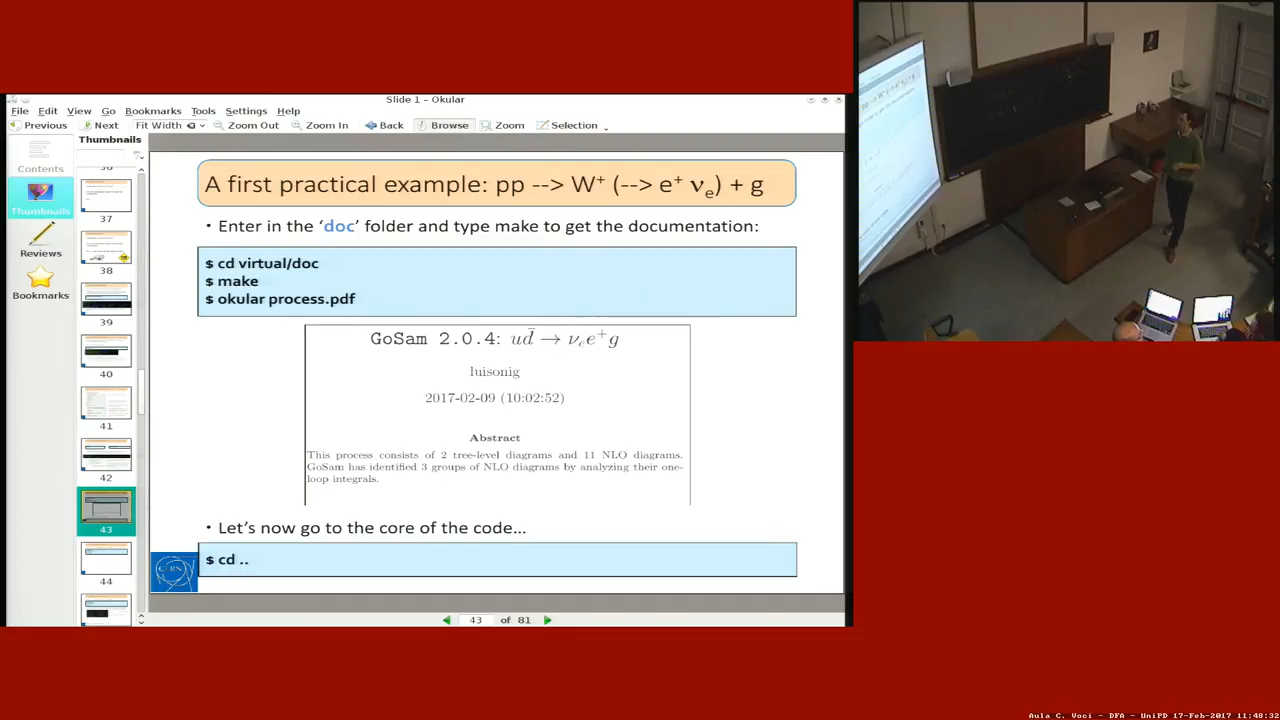 Slide 1 - Okular
File Edit View Go Bookmarks Tools Settings Help
Previous Next Fit Width Zoom Out Zoom In Back Browse Zoom Selection
Contents
Thumbnails
Reviews
Bookmarks
Thumbnails
36
37
38
39
40
41
42
43
44
A first practical example: pp --> W⁺ (--> e⁺ νₑ) + g
• Enter in the ‘doc’ folder and type make to get the documentation:
$ cd virtual/doc
$ make
$ okular process.pdf
GoSam 2.0.4: ud̄ → νₑe⁺g
luisonig
2017-02-09 (10:02:52)
Abstract
This process consists of 2 tree-level diagrams and 11 NLO diagrams.
GoSam has identified 3 groups of NLO diagrams by analyzing their one-
loop integrals.
• Let’s now go to the core of the code...
CERN
$ cd ..
43 of 81
Aula C. Voci - DFA - UniPD 17-Feb-2017 11:48:32